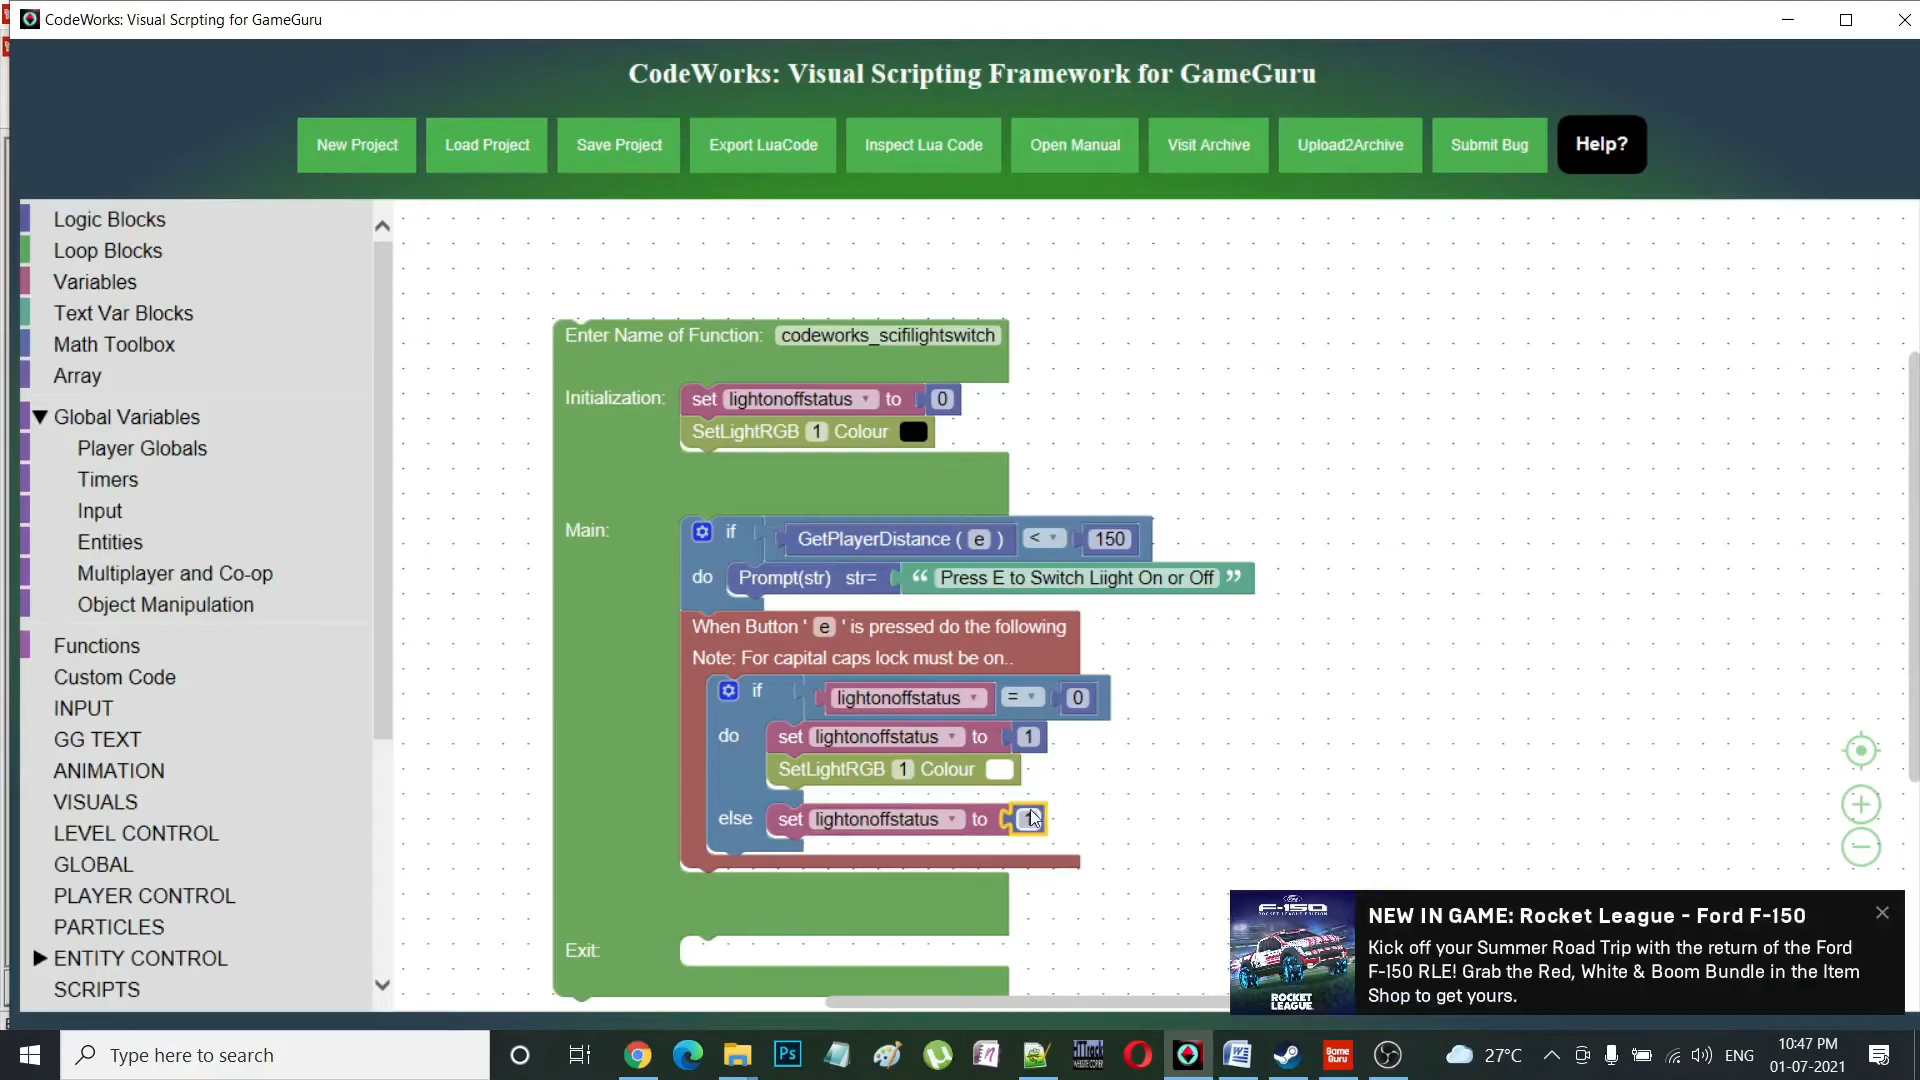 CodeWorks: Visual Scrpting for GameGuru
CodeWorks: Visual Scripting Framework for GameGuru
New Project
Load Project
Save Project
Export LuaCode
Inspect Lua Code
Open Manual
Visit Archive
Upload2Archive
Submit Bug
Help?
Logic Blocks
Loop Blocks
Variables
Text Var Blocks
Math Toolbox
Array
Global Variables
Player Globals
Timers
Input
Entities
Multiplayer and Co-op
Object Manipulation
Functions
Custom Code
INPUT
GG TEXT
ANIMATION
VISUALS
LEVEL CONTROL
GLOBAL
PLAYER CONTROL
PARTICLES
ENTITY CONTROL
SCRIPTS
Enter Name of Function: codeworks_scifilightswitch
Initialization: set lightonoffstatus to 0
SetLightRGB 1 Colour
Main: if GetPlayerDistance ( e ) < 150
do Prompt(str) str= “ Press E to Switch Liight On or Off ”
When Button ' e ' is pressed do the following
Note: For capital caps lock must be on..
if lightonoffstatus = 0
do set lightonoffstatus to 1
SetLightRGB 1 Colour
else set lightonoffstatus to 1
Exit:
NEW IN GAME: Rocket League - Ford F-150
Kick off your Summer Road Trip with the return of the Ford
F-150 RLE! Grab the Red, White & Boom Bundle in the Item
Shop to get yours.
F-150
ROCKET
LEAGUE
Type here to search
Ps
Game
Guru
27°C
ENG
10:47 PM
01-07-2021